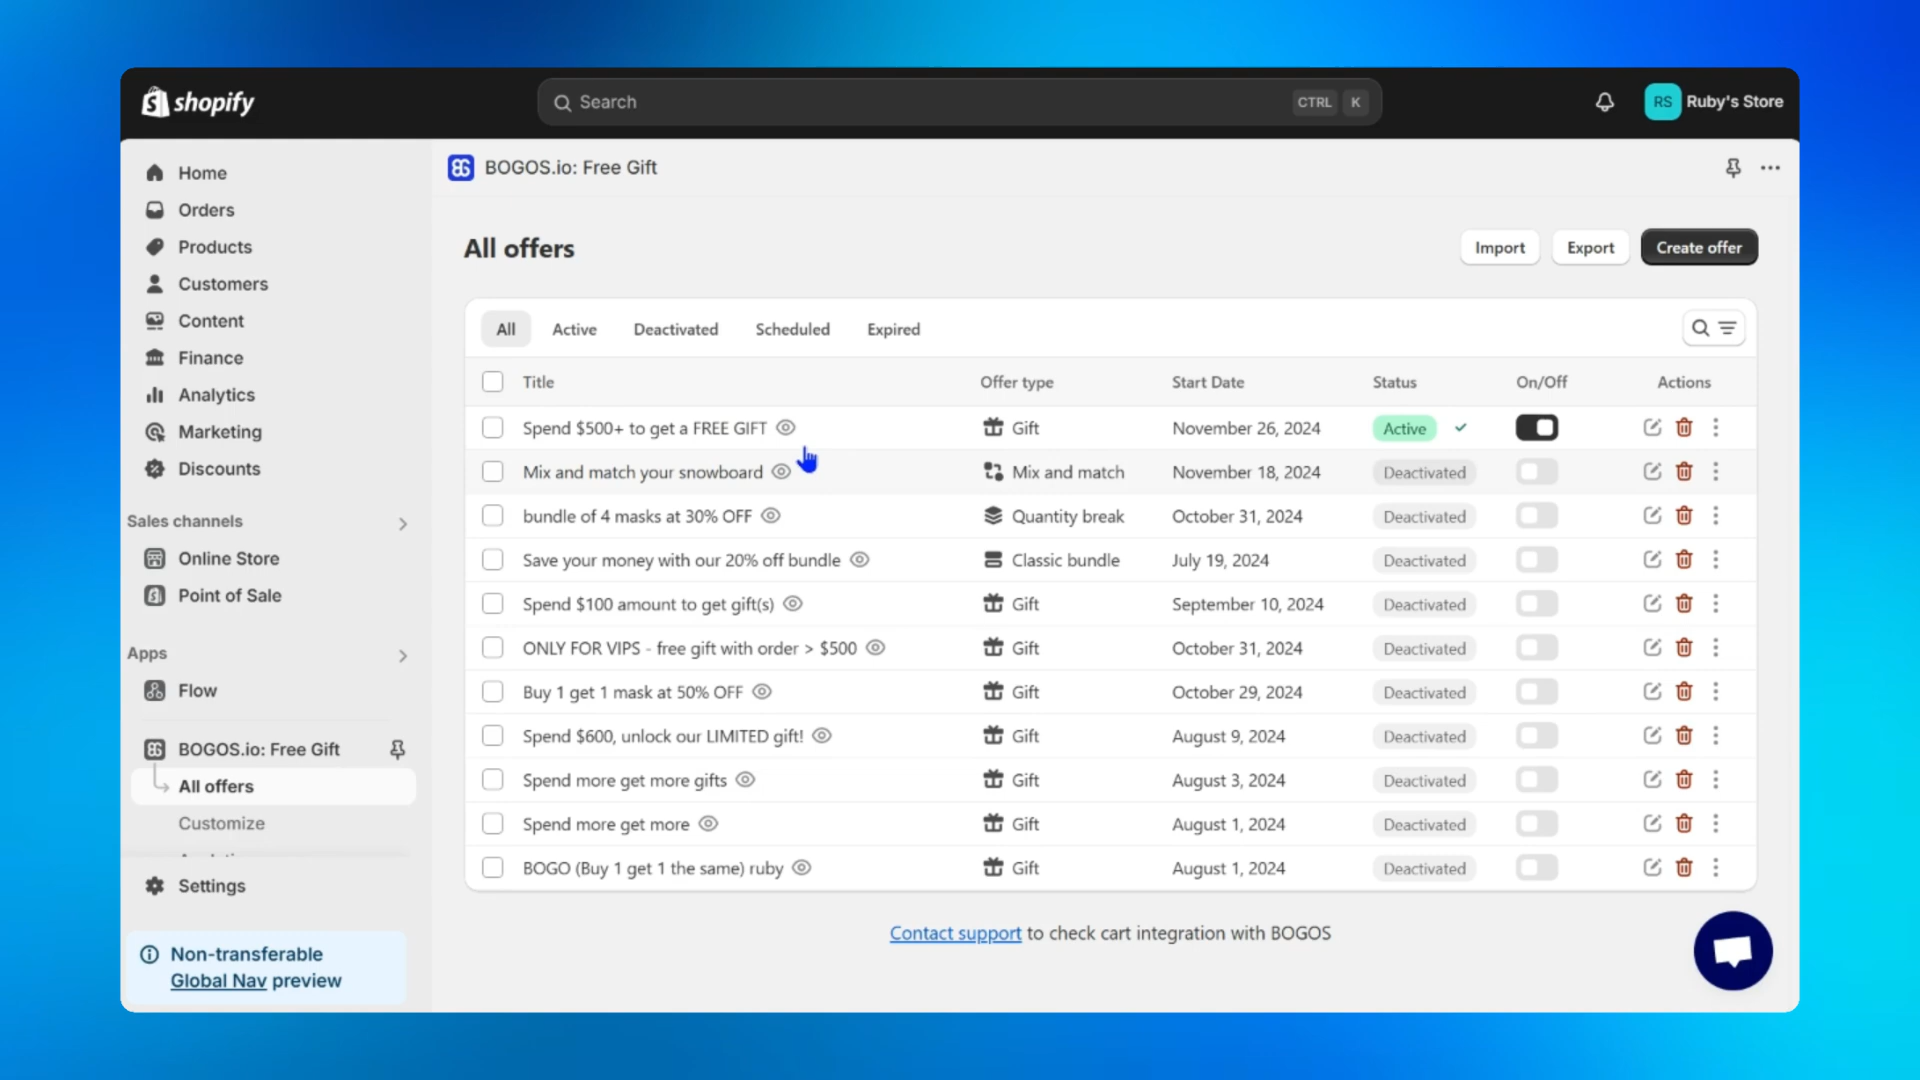 shopify
Search
CTRL K
RS Ruby's Store
Home
Orders
Products
Customers
Content
Finance
Analytics
Marketing
Discounts
Sales channels
Online Store
Point of Sale
Apps
Flow
BOGOS.io: Free Gift
All offers
Customize
Settings
Non-transferable
Global Nav preview
BOGOS.io: Free Gift
All offers
Import Export Create offer
All Active Deactivated Scheduled Expired
Title Offer type Start Date Status On/Off Actions
Spend $500+ to get a FREE GIFT Gift November 26, 2024 Active
Mix and match your snowboard Mix and match November 18, 2024 Deactivated
bundle of 4 masks at 30% OFF Quantity break October 31, 2024 Deactivated
Save your money with our 20% off bundle Classic bundle July 19, 2024 Deactivated
Spend $100 amount to get gift(s) Gift September 10, 2024 Deactivated
ONLY FOR VIPS - free gift with order > $500 Gift October 31, 2024 Deactivated
Buy 1 get 1 mask at 50% OFF Gift October 29, 2024 Deactivated
Spend $600, unlock our LIMITED gift! Gift August 9, 2024 Deactivated
Spend more get more gifts Gift August 3, 2024 Deactivated
Spend more get more Gift August 1, 2024 Deactivated
BOGO (Buy 1 get 1 the same) ruby Gift August 1, 2024 Deactivated
Contact support to check cart integration with BOGOS